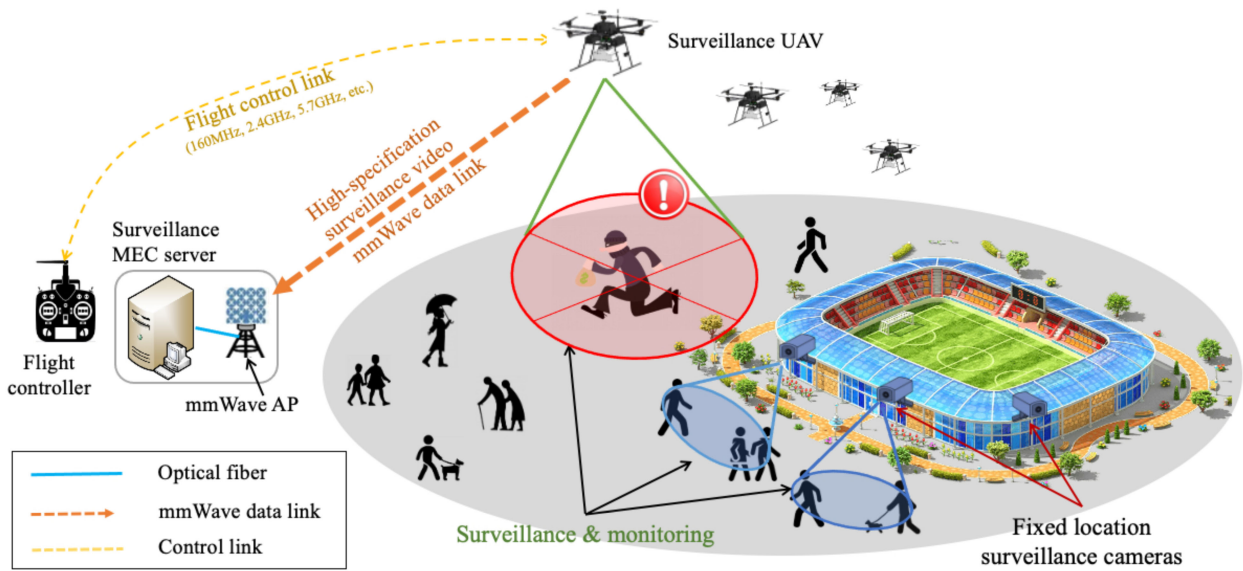 Surveillance UAV
Flight control link
(160MHz, 2.4GHz, 5.7GHz, etc.)
High-specification
surveillance video
mmWave data link
Surveillance
MEC server
Flight
controller
mmWave AP
Optical fiber
mmWave data link
Control link
Surveillance & monitoring
Fixed location
surveillance cameras